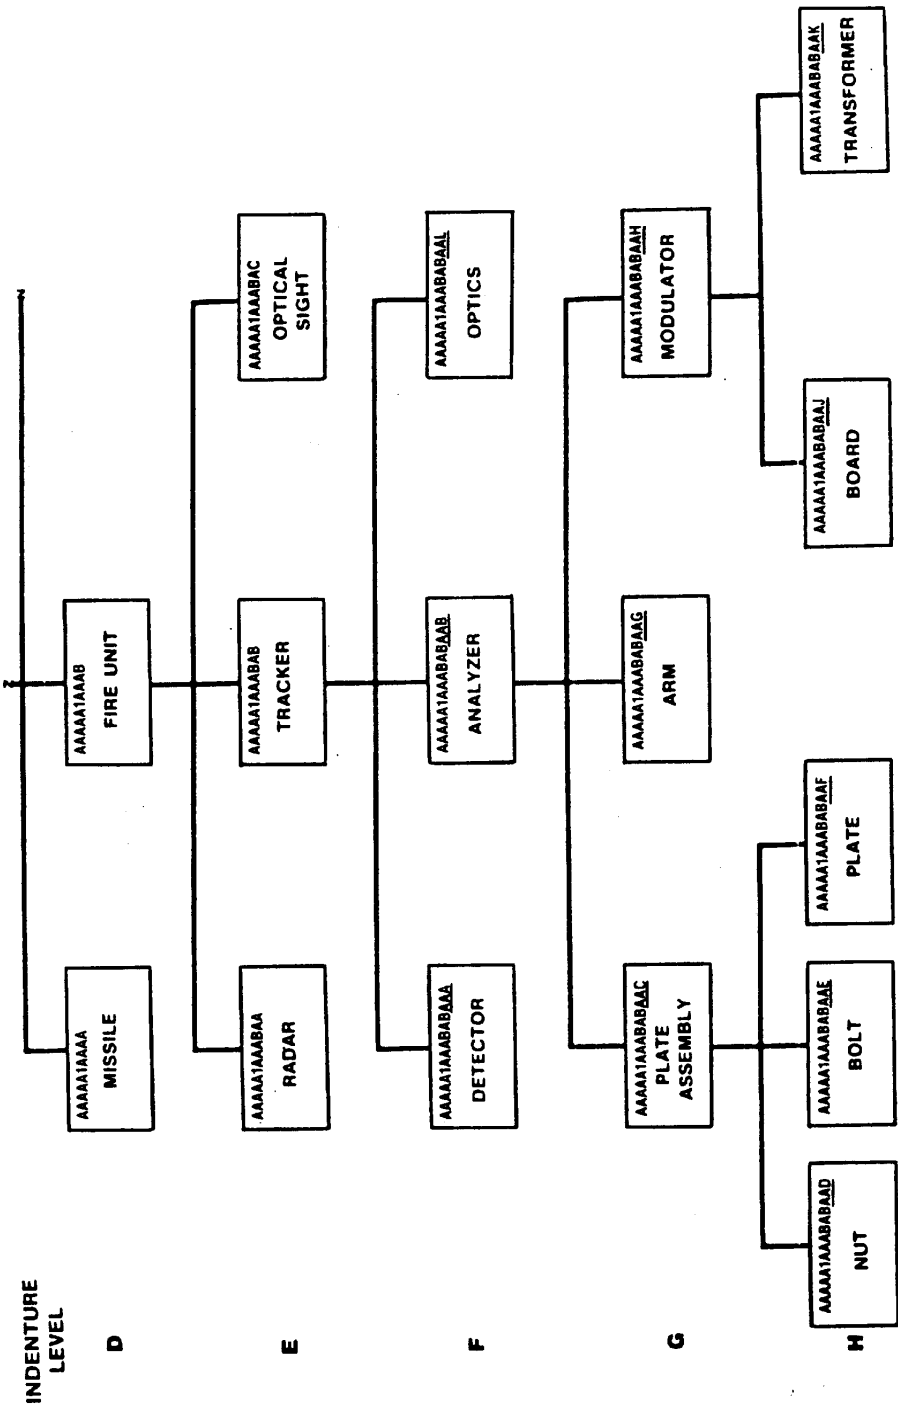 INDENTURE
LEVEL
D
AAAAA1AAAA
MISSILE
AAAAA1AAAB
FIRE UNIT
E
AAAAA1AAABAA
RADAR
AAAAA1AAABAB
TRACKER
AAAAA1AAABAC
OPTICAL
SIGHT
F
AAAAA1AAABABAAA
DETECTOR
AAAAA1AAABABAAB
ANALYZER
AAAAA1AAABABAAL
OPTICS
G
AAAAA1AAABABAAC
PLATE
ASSEMBLY
AAAAA1AAABABAAG
ARM
AAAAA1AAABABAAH
MODULATOR
H
AAAAA1AAABABAAD
NUT
AAAAA1AAABABAAE
BOLT
AAAAA1AAABABAAF
PLATE
AAAAA1AAABABAAJ
BOARD
AAAAA1AAABABAAK
TRANSFORMER